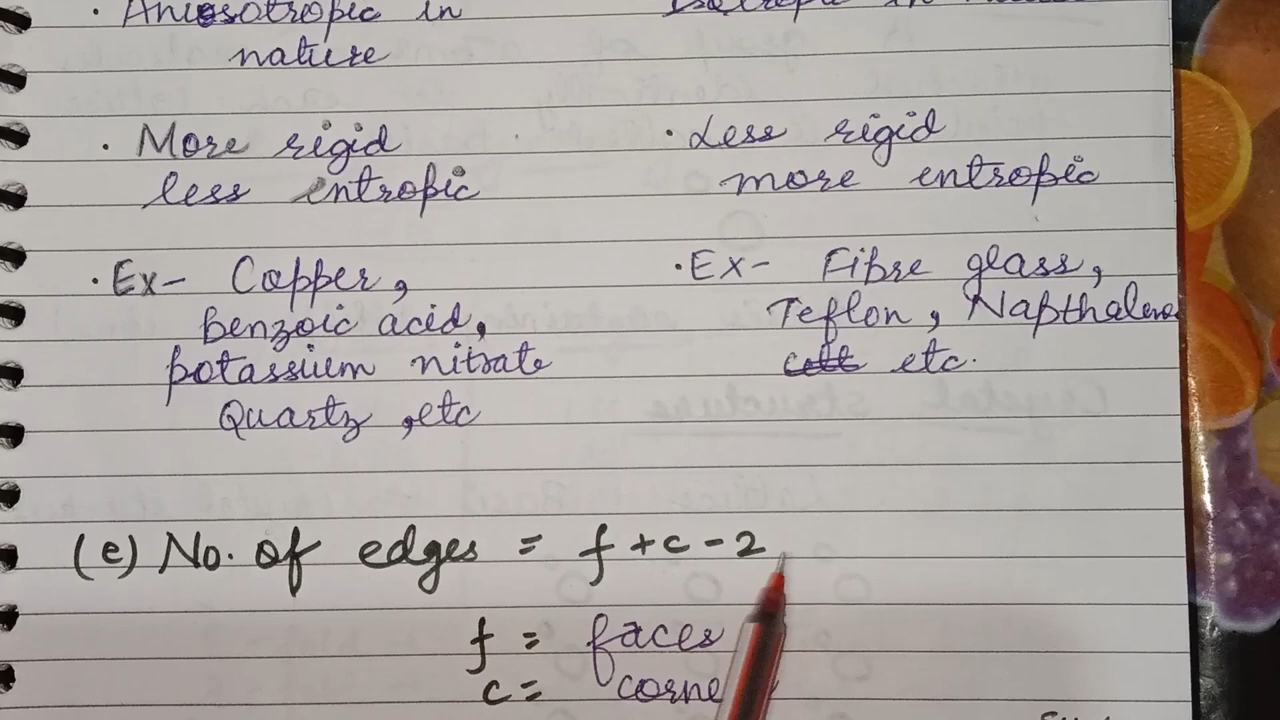 · Aniosotropic in
nature
· More rigid
less entropic
· Less rigid
more entropic
· Ex- Copper,
Benzoic acid,
potassium nitrate
Quartz, etc
· Ex- Fibre glass,
Teflon, Napthalene
etc.
(e) No. of edges = f + c - 2
f = faces
c = corne